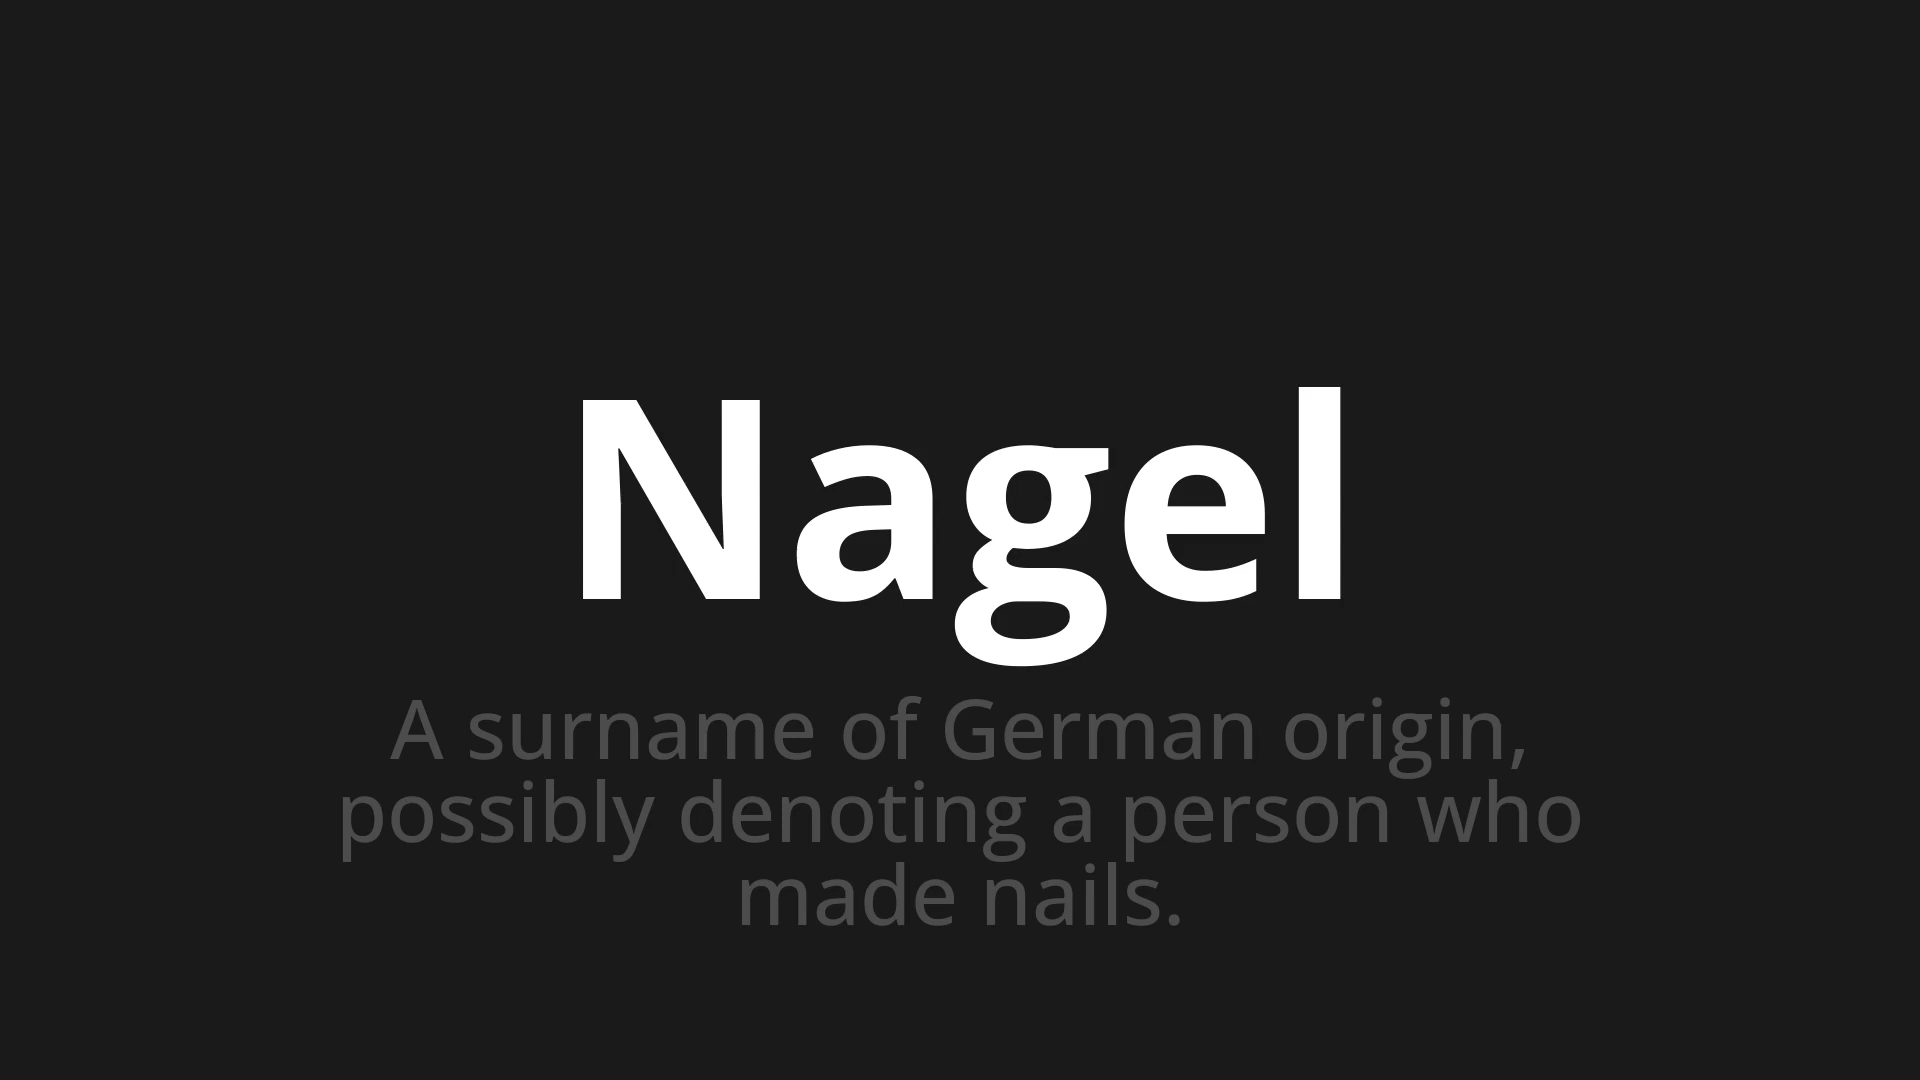 Nagel
A surname of German origin,
possibly denoting a person who
made nails.